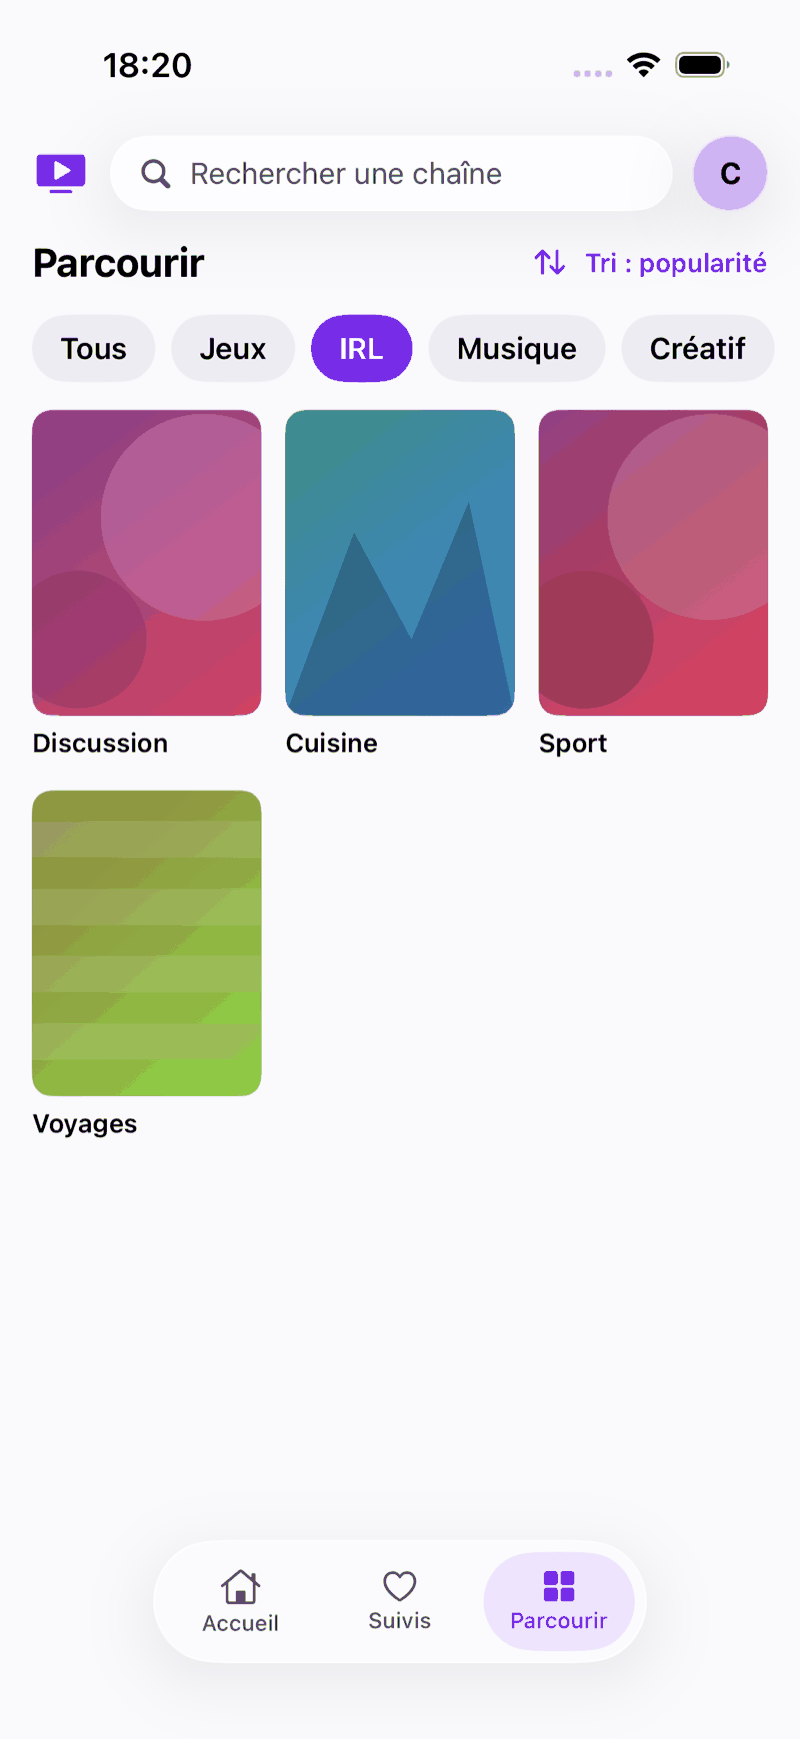 18:20
Rechercher une chaîne
C
Parcourir
Tri : popularité
Tous
Jeux
IRL
Musique
Créatif
Discussion
Cuisine
Sport
Voyages
Accueil
Suivis
Parcourir